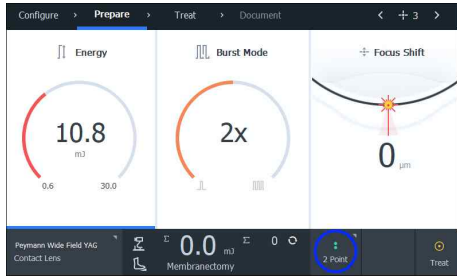 Configure > Prepare > Treat > Document < 3 >
Energy
10.8
mJ
0.6 30.0
Burst Mode
2x
Focus Shift
0 µm
Peymann Wide Field YAG
Contact Lens
Σ 0.0 mJ Σ 0
Membranectomy
2 Point
Treat